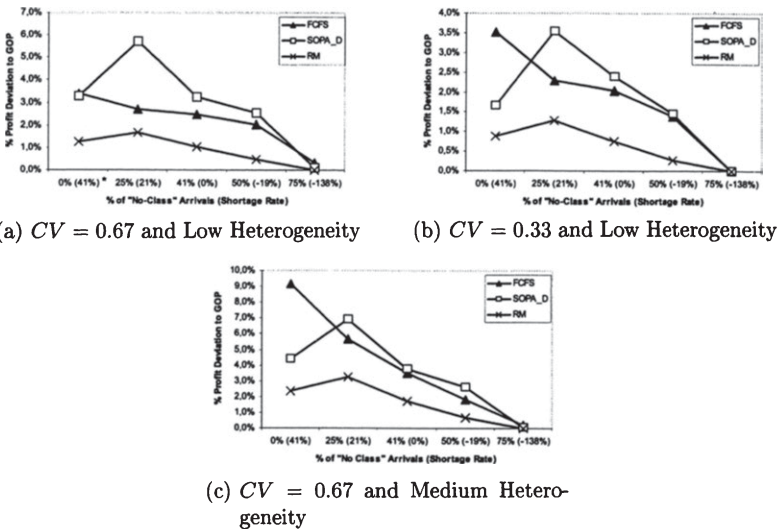 7,0%
6,0%
5,0%
4,0%
3,0%
2,0%
1,0%
0,0%
% Profit Deviation to GOP
FCFS
SOPA_D
RM
0% (41%) * 25% (21%) 41% (0%) 50% (-19%) 75% (-138%)
% of "No-Class" Arrivals (Shortage Rate)
(a) CV = 0.67 and Low Heterogeneity
4,0%
3,5%
3,0%
2,5%
2,0%
1,5%
1,0%
0,5%
0,0%
% Profit Deviation to GOP
FCFS
SOPA_D
RM
0% (41%) 25% (21%) 41% (0%) 50% (-19%) 75% (-138%)
% of "No-Class" Arrivals (Shortage Rate)
(b) CV = 0.33 and Low Heterogeneity
10,0%
9,0%
8,0%
7,0%
6,0%
5,0%
4,0%
3,0%
2,0%
1,0%
0,0%
% Profit Deviation to GOP
FCFS
SOPA_D
RM
0% (41%) 25% (21%) 41% (0%) 50% (-19%) 75% (-138%)
% of "No Class" Arrivals (Shortage Rate)
(c) CV = 0.67 and Medium Hetero-
geneity